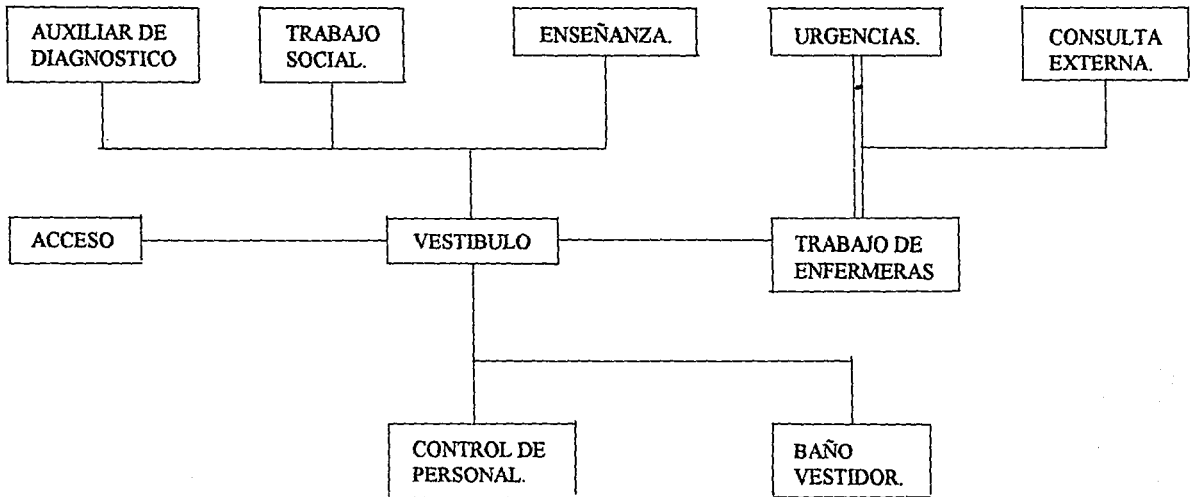 AUXILIAR DE
DIAGNOSTICO
TRABAJO
SOCIAL.
ENSEÑANZA.
URGENCIAS.
CONSULTA
EXTERNA.
ACCESO
VESTIBULO
TRABAJO DE
ENFERMERAS
CONTROL DE
PERSONAL.
BAÑO
VESTIDOR.